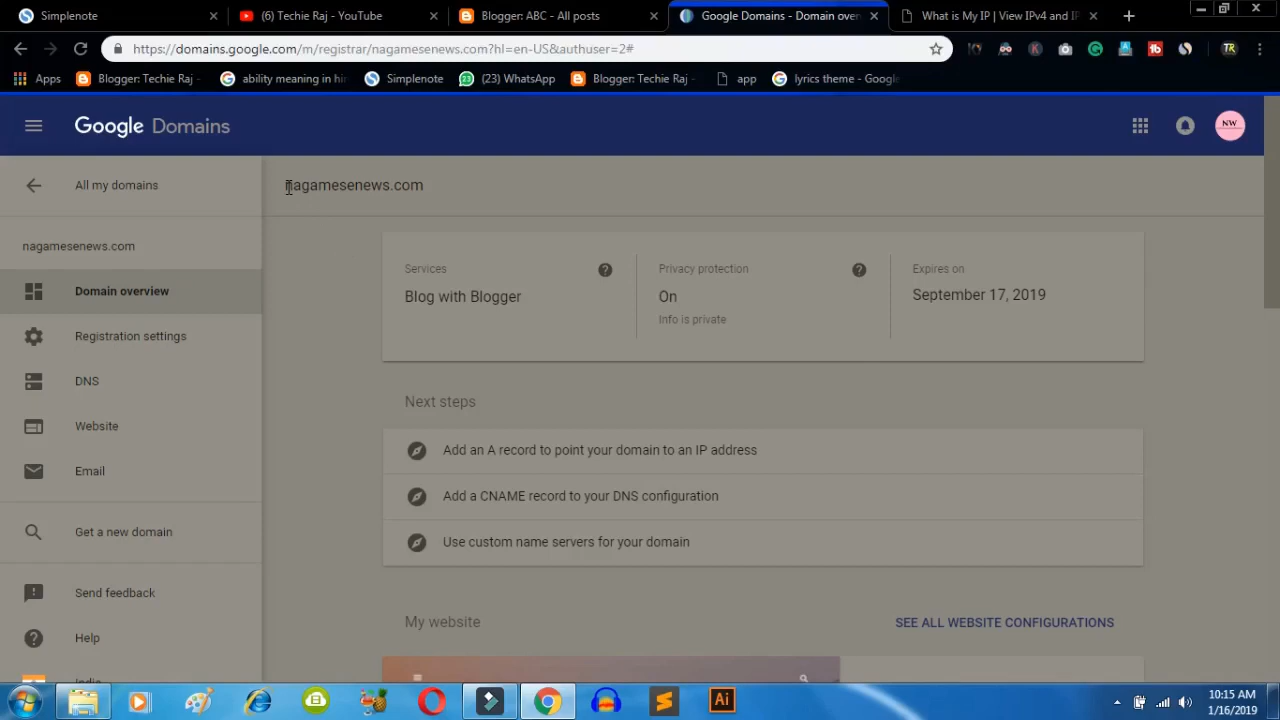 Simplenote
(6) Techie Raj - YouTube
Blogger: ABC - All posts
Google Domains - Domain over
What is My IP | View IPv4 and IP
https://domains.google.com/m/registrar/nagamesenews.com?hl=en-US&authuser=2#
Apps
Blogger: Techie Raj -
ability meaning in hin
Simplenote
(23) WhatsApp
Blogger: Techie Raj -
app
lyrics theme - Google
Google Domains
NW
All my domains
nagamesenews.com
nagamesenews.com
Domain overview
Registration settings
DNS
Website
Email
Get a new domain
Send feedback
Help
India
Services
Blog with Blogger
Privacy protection
On
Info is private
Expires on
September 17, 2019
Next steps
Add an A record to point your domain to an IP address
Add a CNAME record to your DNS configuration
Use custom name servers for your domain
My website
SEE ALL WEBSITE CONFIGURATIONS
Ai
10:15 AM
1/16/2019